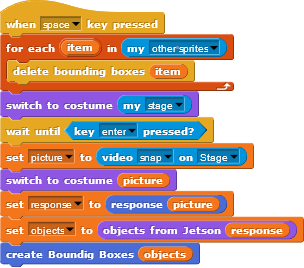 when space key pressed
for each item in my other sprites
delete bounding boxes item
switch to costume my stage
wait until key enter pressed?
set picture to video snap on Stage
switch to costume picture
set response to response picture
set objects to objects from Jetson response
create Boundig Boxes objects